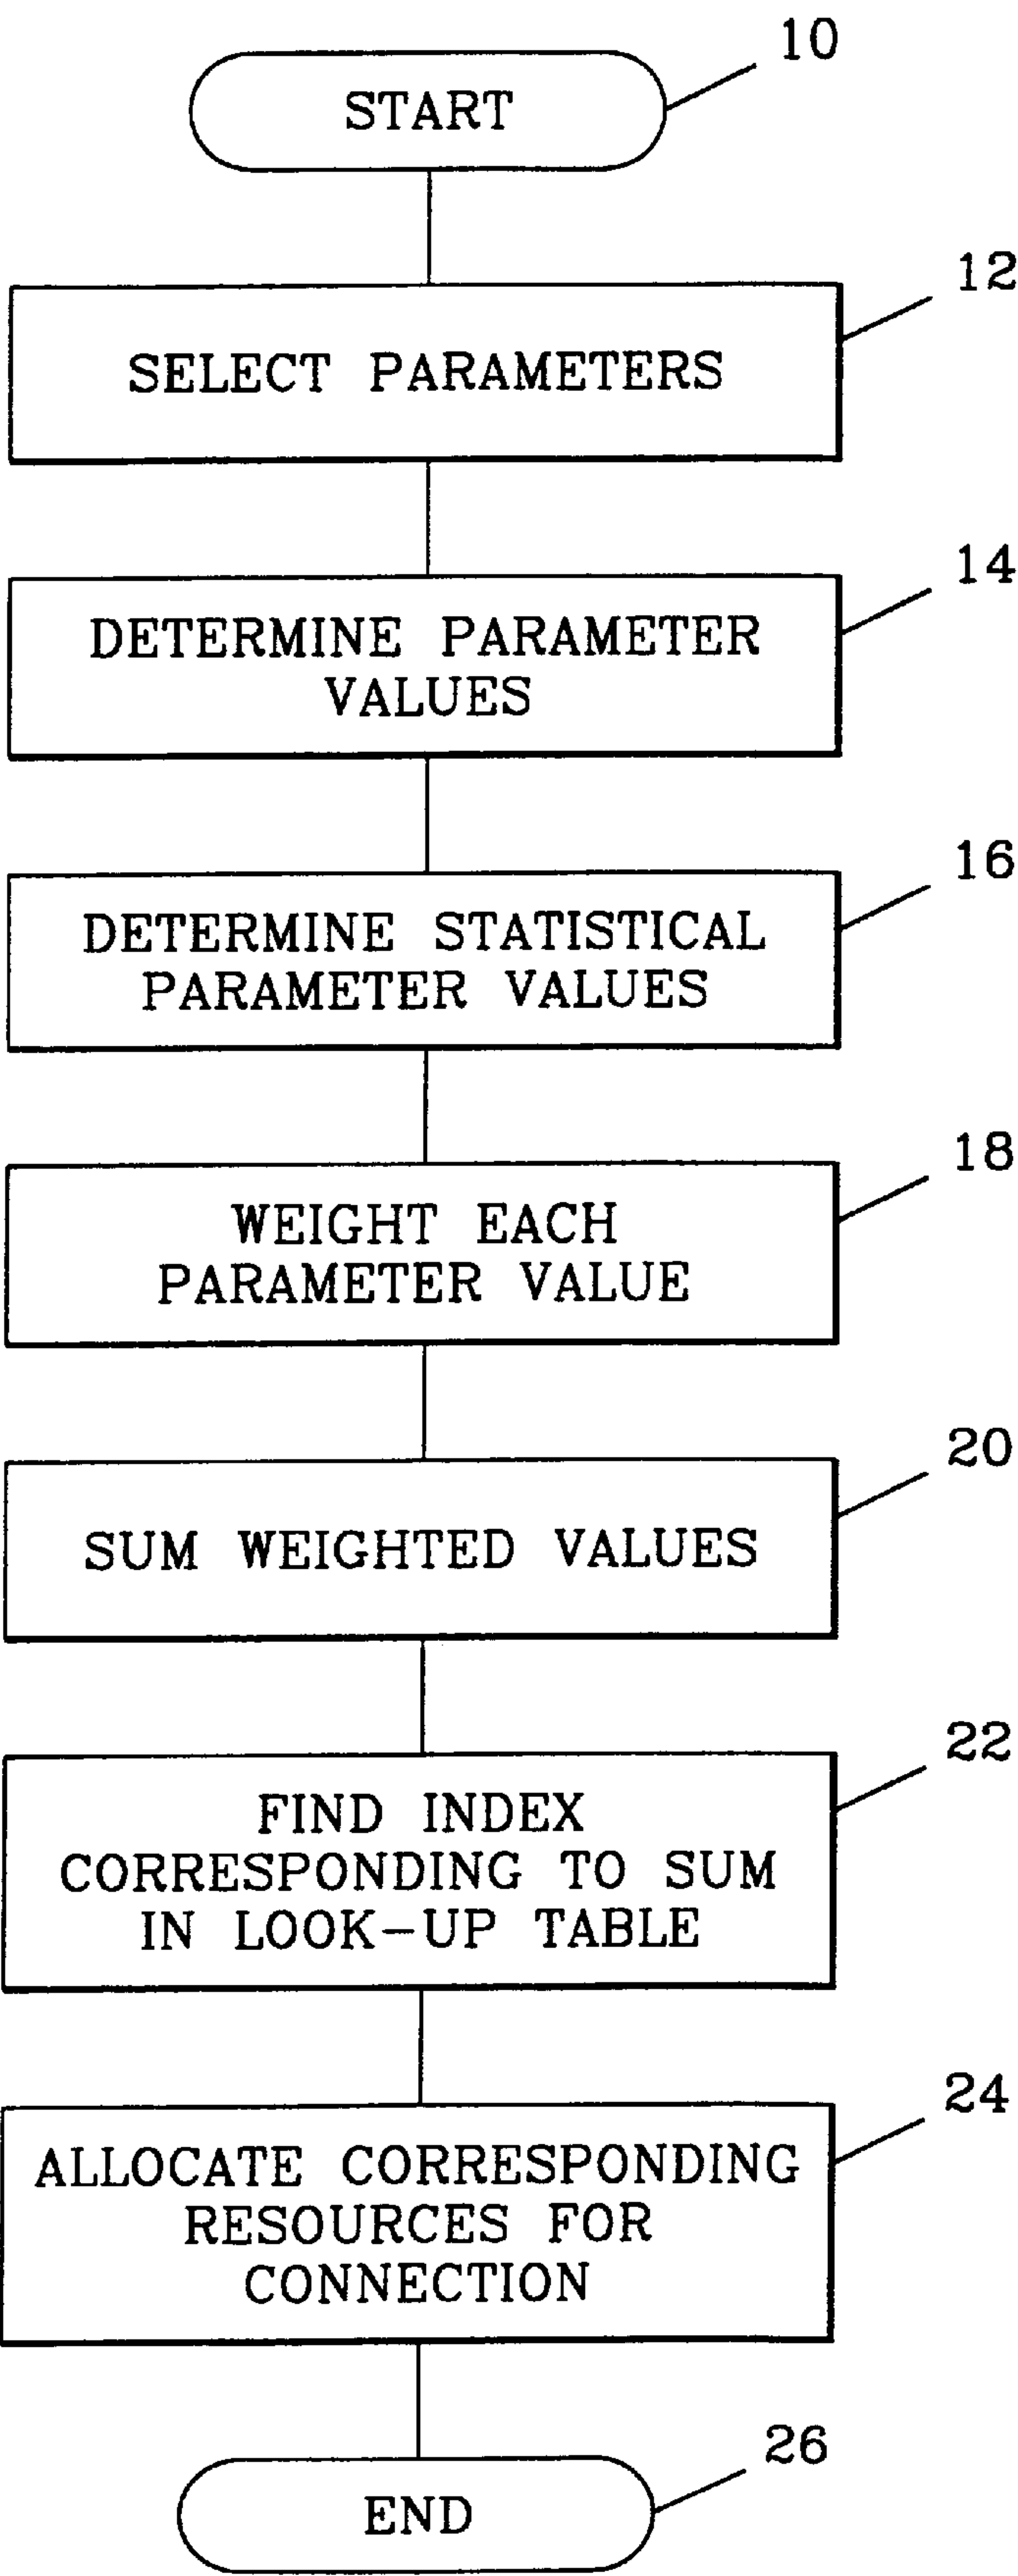 10
START
12
SELECT PARAMETERS
14
DETERMINE PARAMETER
VALUES
16
DETERMINE STATISTICAL
PARAMETER VALUES
18
WEIGHT EACH
PARAMETER VALUE
20
SUM WEIGHTED VALUES
22
FIND INDEX
CORRESPONDING TO SUM
IN LOOK-UP TABLE
24
ALLOCATE CORRESPONDING
RESOURCES FOR
CONNECTION
26
END